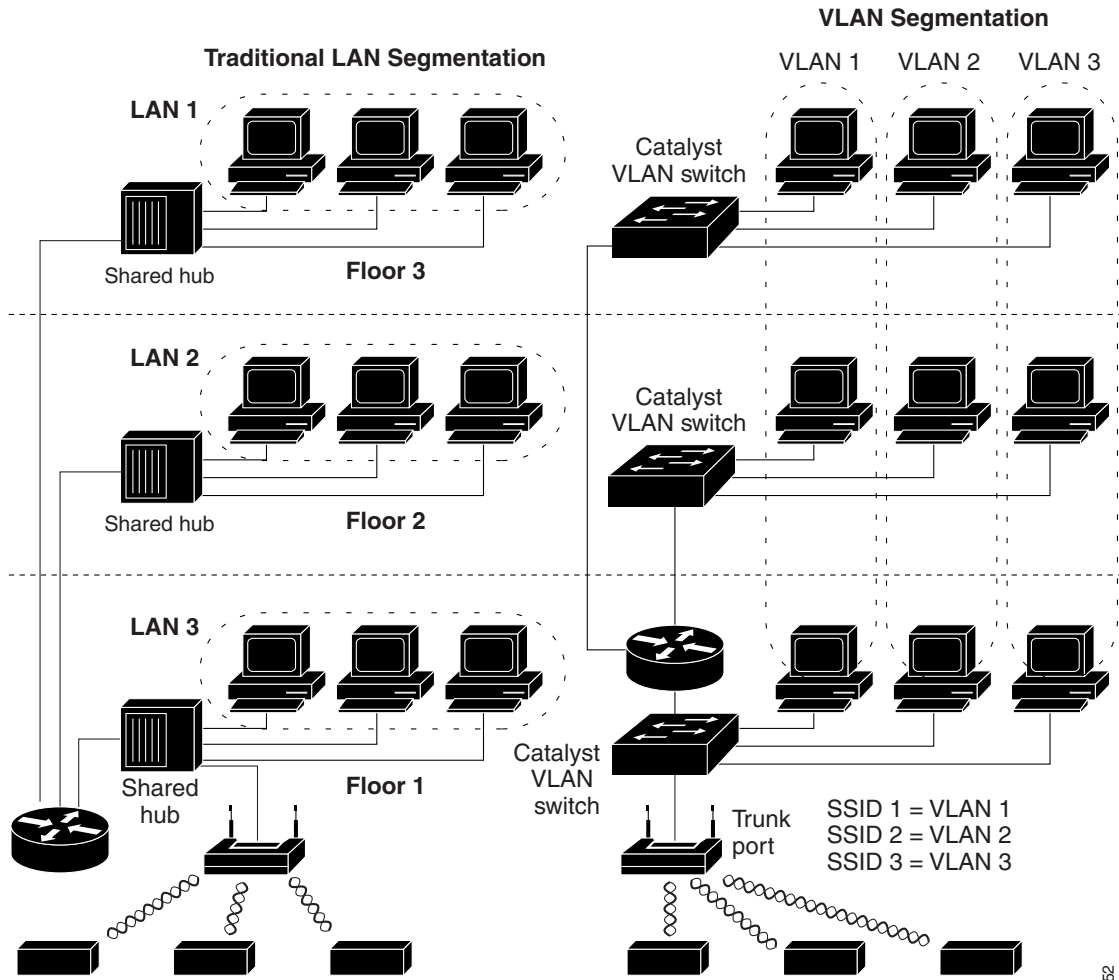 VLAN Segmentation
Traditional LAN Segmentation
VLAN 1
VLAN 2
VLAN 3
LAN 1
Catalyst
VLAN switch
Shared hub
Floor 3
LAN 2
Catalyst
VLAN switch
Shared hub
Floor 2
LAN 3
Shared
hub
Floor 1
Catalyst
VLAN
switch
Trunk
port
SSID 1 = VLAN 1
SSID 2 = VLAN 2
SSID 3 = VLAN 3